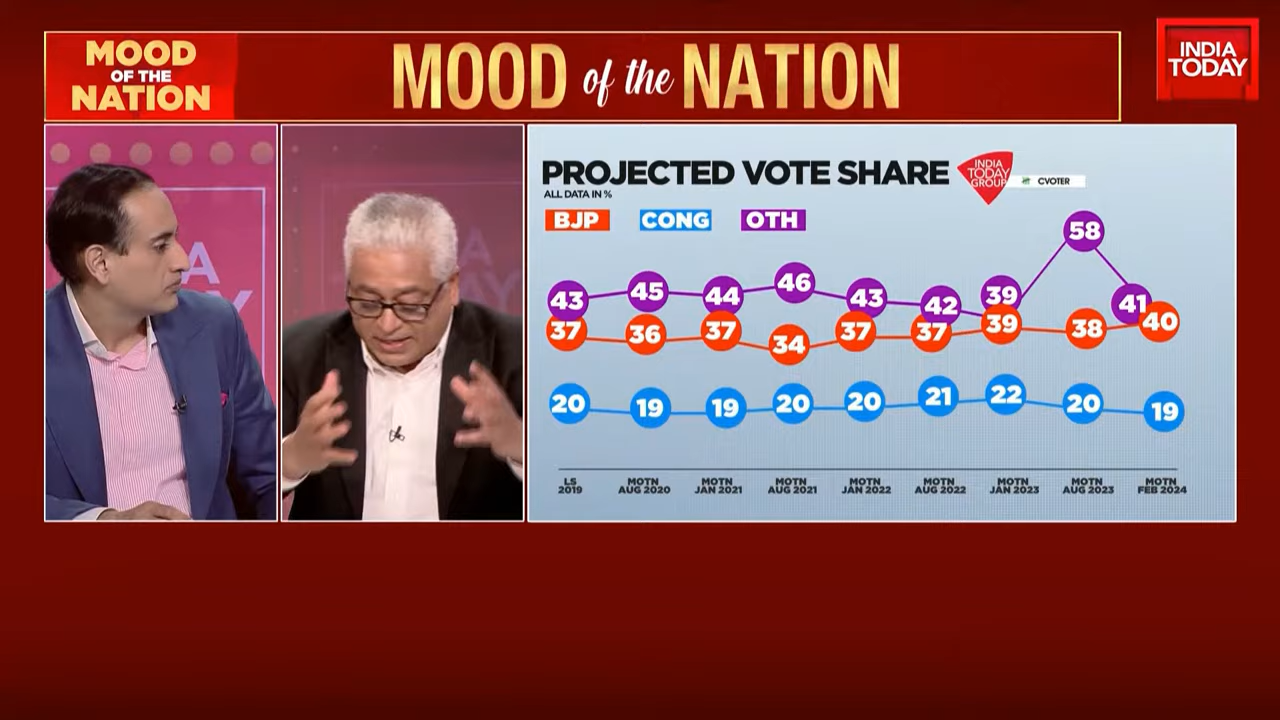 MOOD
OF THE
NATION
MOOD of the NATION
INDIA
TODAY
PROJECTED VOTE SHARE
INDIA
TODAY
GROUP
CVOTER
ALL DATA IN %
BJP CONG OTH
43 45 44 46 43 42 39 58 41
37 36 37 34 37 37 39 38 40
20 19 19 20 20 21 22 20 19
LS
2019
MOTN
AUG 2020
MOTN
JAN 2021
MOTN
AUG 2021
MOTN
JAN 2022
MOTN
AUG 2022
MOTN
JAN 2023
MOTN
AUG 2023
MOTN
FEB 2024